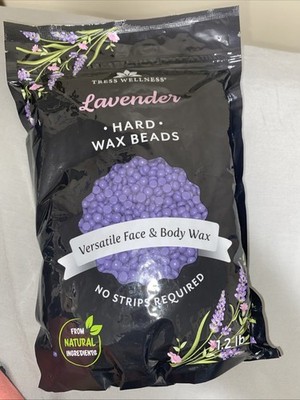 TRESS WELLNESS®
Lavender
• HARD •
WAX BEADS
Versatile Face & Body Wax
NO STRIPS REQUIRED
FROM
NATURAL
INGREDIENTS
1.2 lb